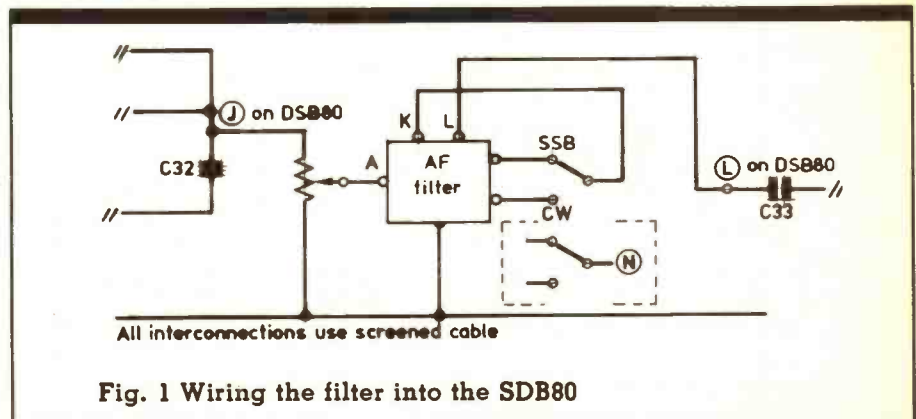 J on DSB80
K
L
C32
A
AF
filter
SSB
CW
N
L on DSB80
C33
All interconnections use screened cable
Fig. 1 Wiring the filter into the SDB80